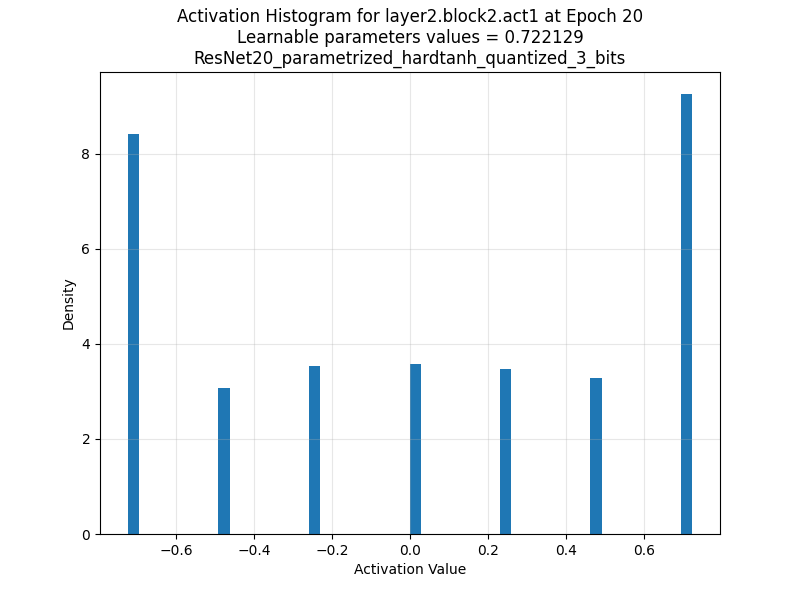 Activation Histogram for layer2.block2.act1 at Epoch 20
Learnable parameters values = 0.722129
ResNet20_parametrized_hardtanh_quantized_3_bits
8
6
4
2
0
Density
−0.6 −0.4 −0.2 0.0 0.2 0.4 0.6
Activation Value